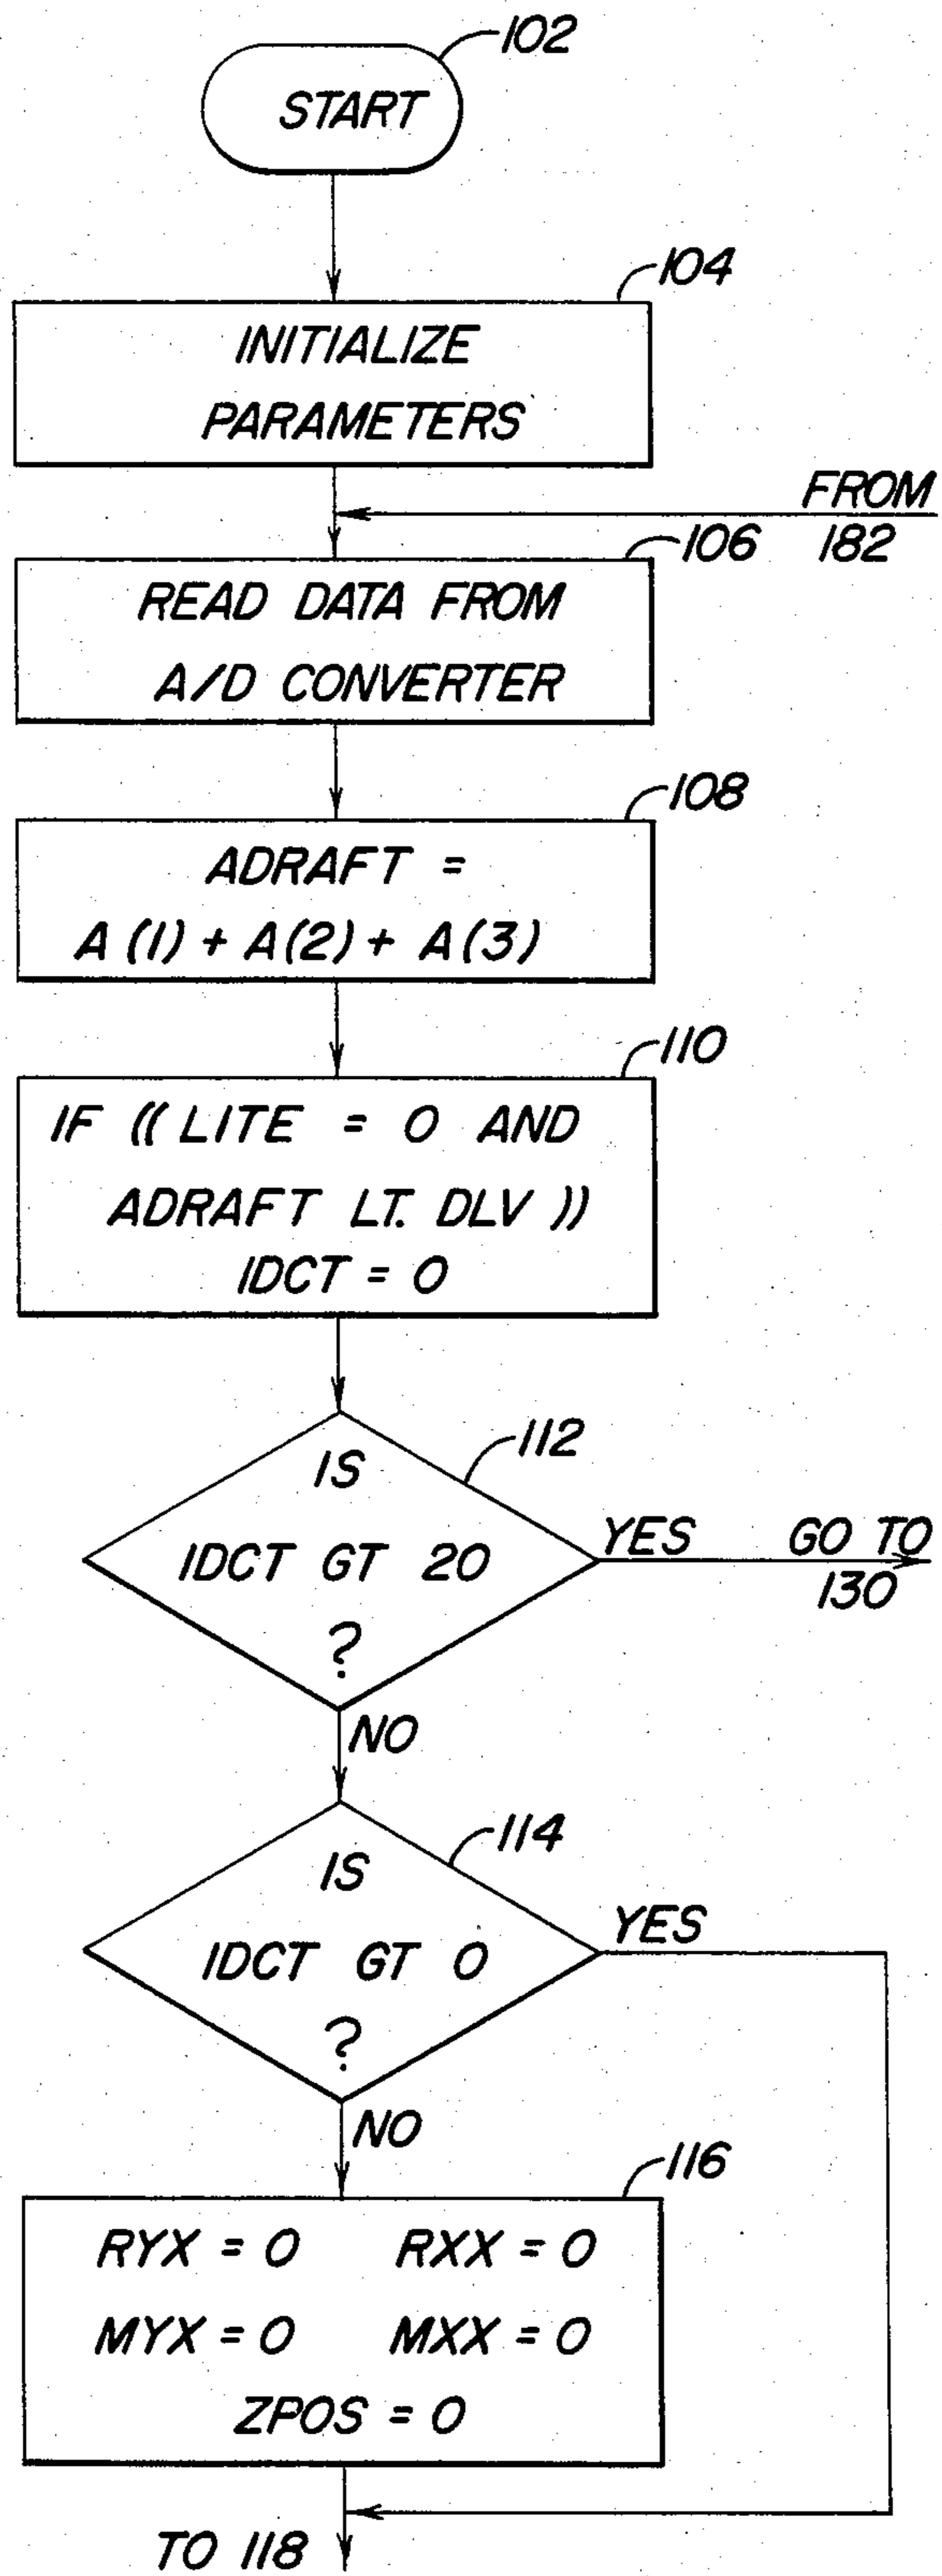 102
START
104
INITIALIZE
PARAMETERS
FROM
182
106
READ DATA FROM
A/D CONVERTER
108
ADRAFT =
A(1) + A(2) + A(3)
110
IF ((LITE = 0 AND
ADRAFT LT. DLV))
IDCT = 0
112
IS
IDCT GT 20
?
YES
GO TO
130
NO
114
IS
IDCT GT 0
?
YES
NO
116
RYX = 0 RXX = 0
MYX = 0 MXX = 0
ZPOS = 0
TO 118